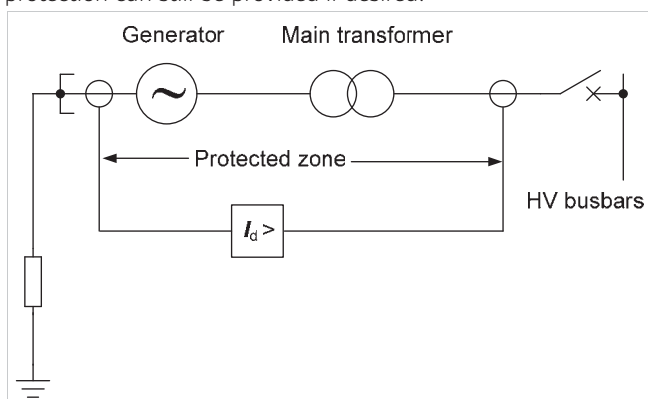 protection can still be provided if desired.
Generator Main transformer
~
Protected zone
HV busbars
Id >